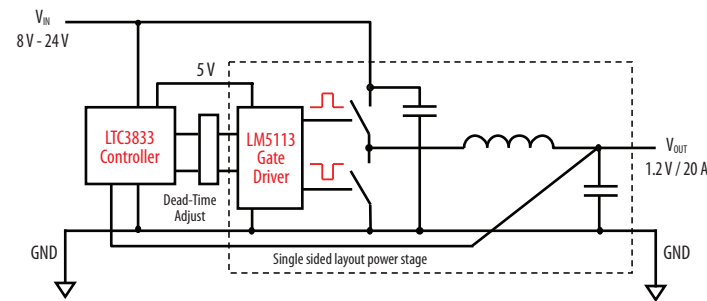 VIN
8 V - 24 V
5 V
LTC3833
Controller
LM5113
Gate
Driver
Dead-Time
Adjust
VOUT
1.2 V / 20 A
GND
Single sided layout power stage
GND